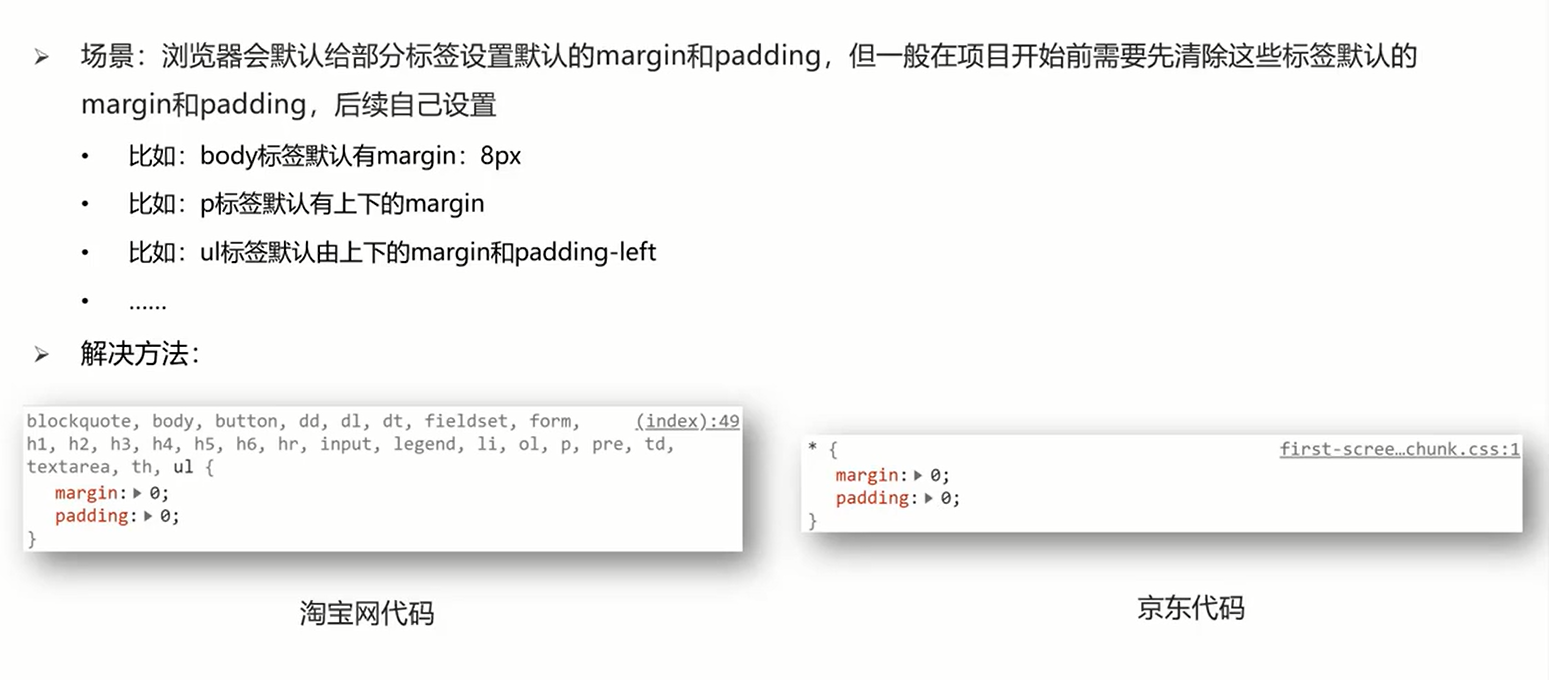 ➢ 场景：浏览器会默认给部分标签设置默认的margin和padding，但一般在项目开始前需要先清除这些标签默认的
margin和padding，后续自己设置
• 比如：body标签默认有margin：8px
• 比如：p标签默认有上下的margin
• 比如：ul标签默认由上下的margin和padding-left
• ......
➢ 解决方法：
blockquote, body, button, dd, dl, dt, fieldset, form, (index):49
h1, h2, h3, h4, h5, h6, hr, input, legend, li, ol, p, pre, td,
textarea, th, ul {
margin:▶ 0;
padding:▶ 0;
}
淘宝网代码
* { first-scree…chunk.css:1
margin:▶ 0;
padding:▶ 0;
}
京东代码